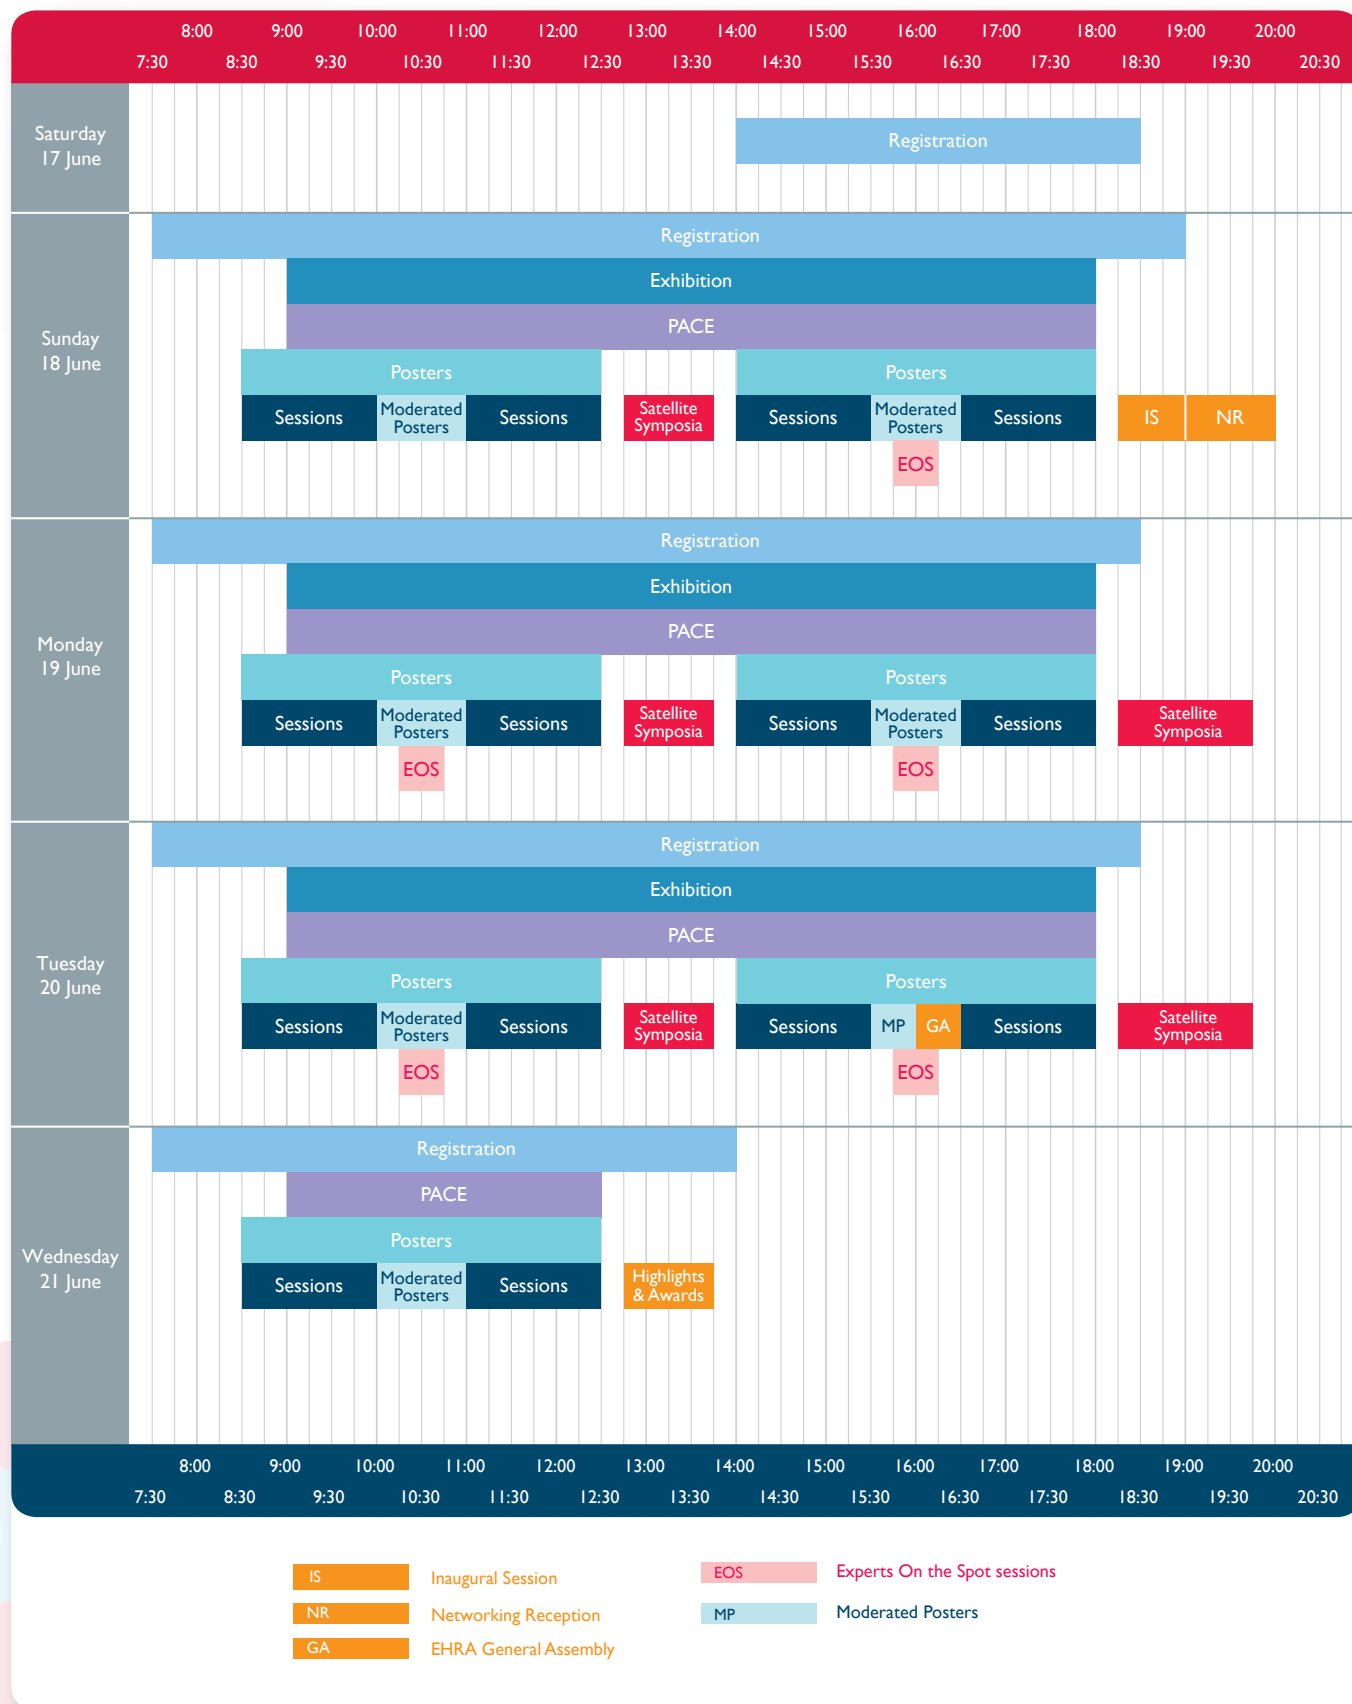 8:00 9:00 10:00 11:00 12:00 13:00 14:00 15:00 16:00 17:00 18:00 19:00 20:00
7:30 8:30 9:30 10:30 11:30 12:30 13:30 14:30 15:30 16:30 17:30 18:30 19:30 20:30
Saturday
17 June
Registration
Sunday
18 June
Registration
Exhibition
PACE
Posters Posters
Sessions Moderated Posters Sessions Satellite Symposia Sessions Moderated Posters Sessions IS NR
EOS
Monday
19 June
Registration
Exhibition
PACE
Posters Posters
Sessions Moderated Posters Sessions Satellite Symposia Sessions Moderated Posters Sessions Satellite Symposia
EOS EOS
Tuesday
20 June
Registration
Exhibition
PACE
Posters Posters
Sessions Moderated Posters Sessions Satellite Symposia Sessions MP GA Sessions Satellite Symposia
EOS EOS
Wednesday
21 June
Registration
PACE
Posters
Sessions Moderated Posters Sessions Highlights & Awards
8:00 9:00 10:00 11:00 12:00 13:00 14:00 15:00 16:00 17:00 18:00 19:00 20:00
7:30 8:30 9:30 10:30 11:30 12:30 13:30 14:30 15:30 16:30 17:30 18:30 19:30 20:30
IS Inaugural Session
NR Networking Reception
GA EHRA General Assembly
EOS Experts On the Spot sessions
MP Moderated Posters